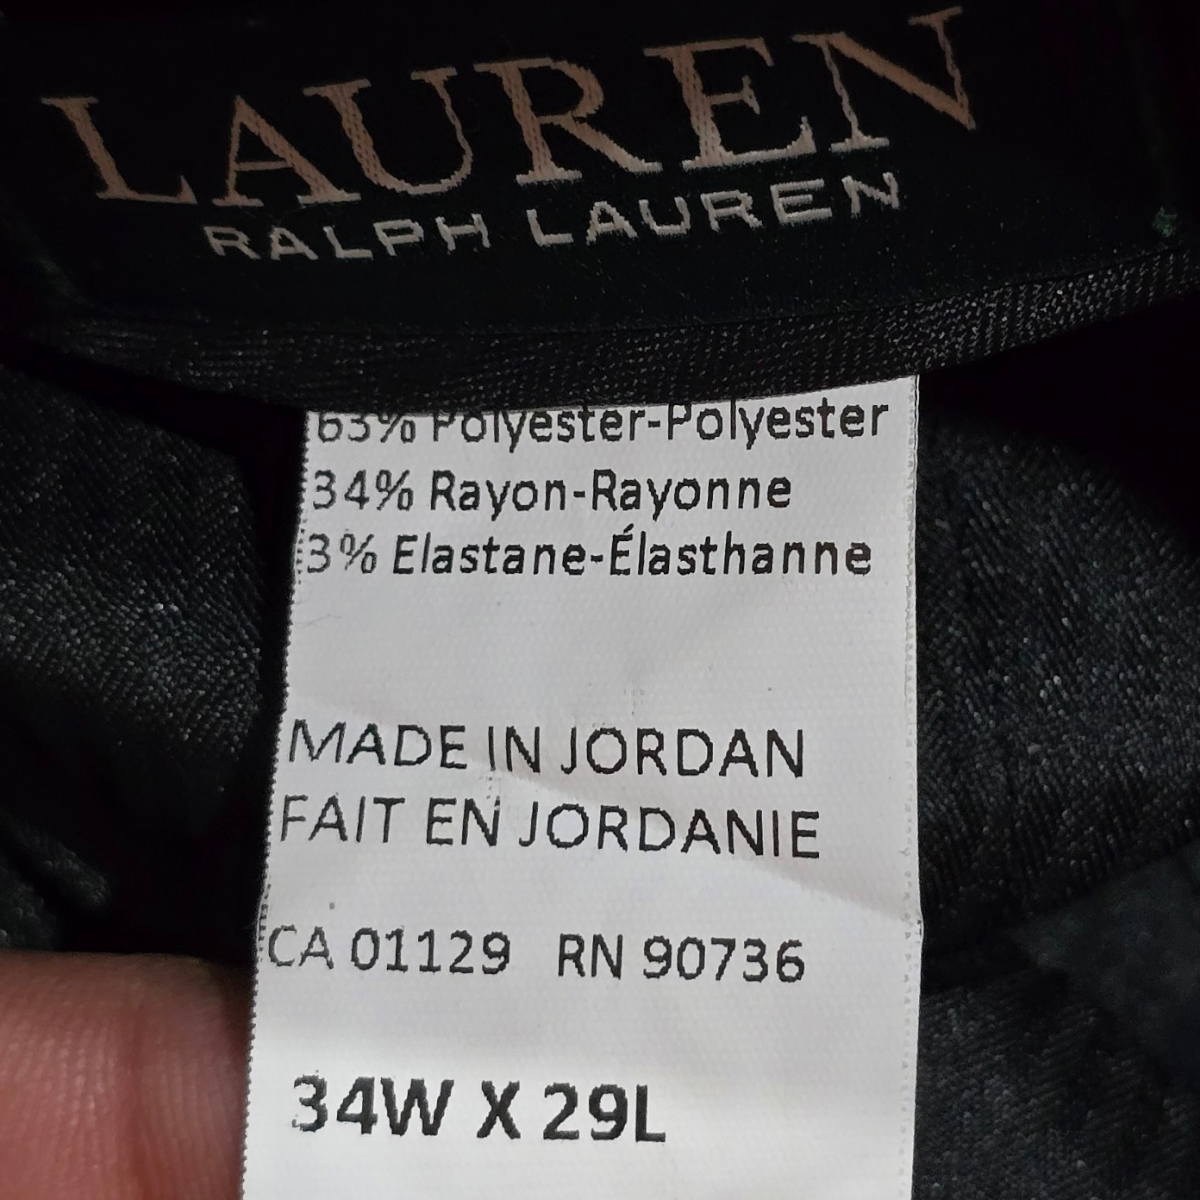 LAUREN
RALPH LAUREN
63% Polyester-Polyester
34% Rayon-Rayonne
3% Elastane-Élasthanne
MADE IN JORDAN
FAIT EN JORDANIE
CA 01129 RN 90736
34W X 29L